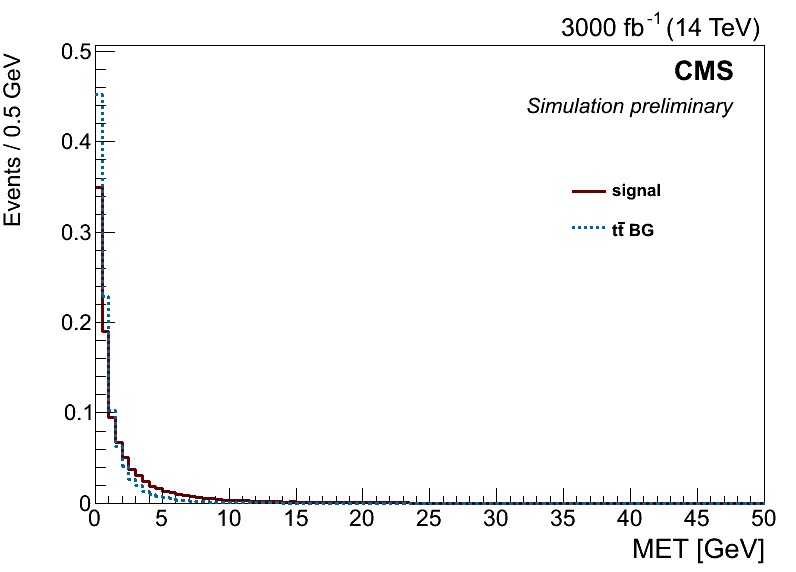 3000 fb⁻¹ (14 TeV)
CMS
Simulation preliminary
signal
tt̄ BG
Events / 0.5 GeV
0.5
0.4
0.3
0.2
0.1
0
0 5 10 15 20 25 30 35 40 45 50
MET [GeV]